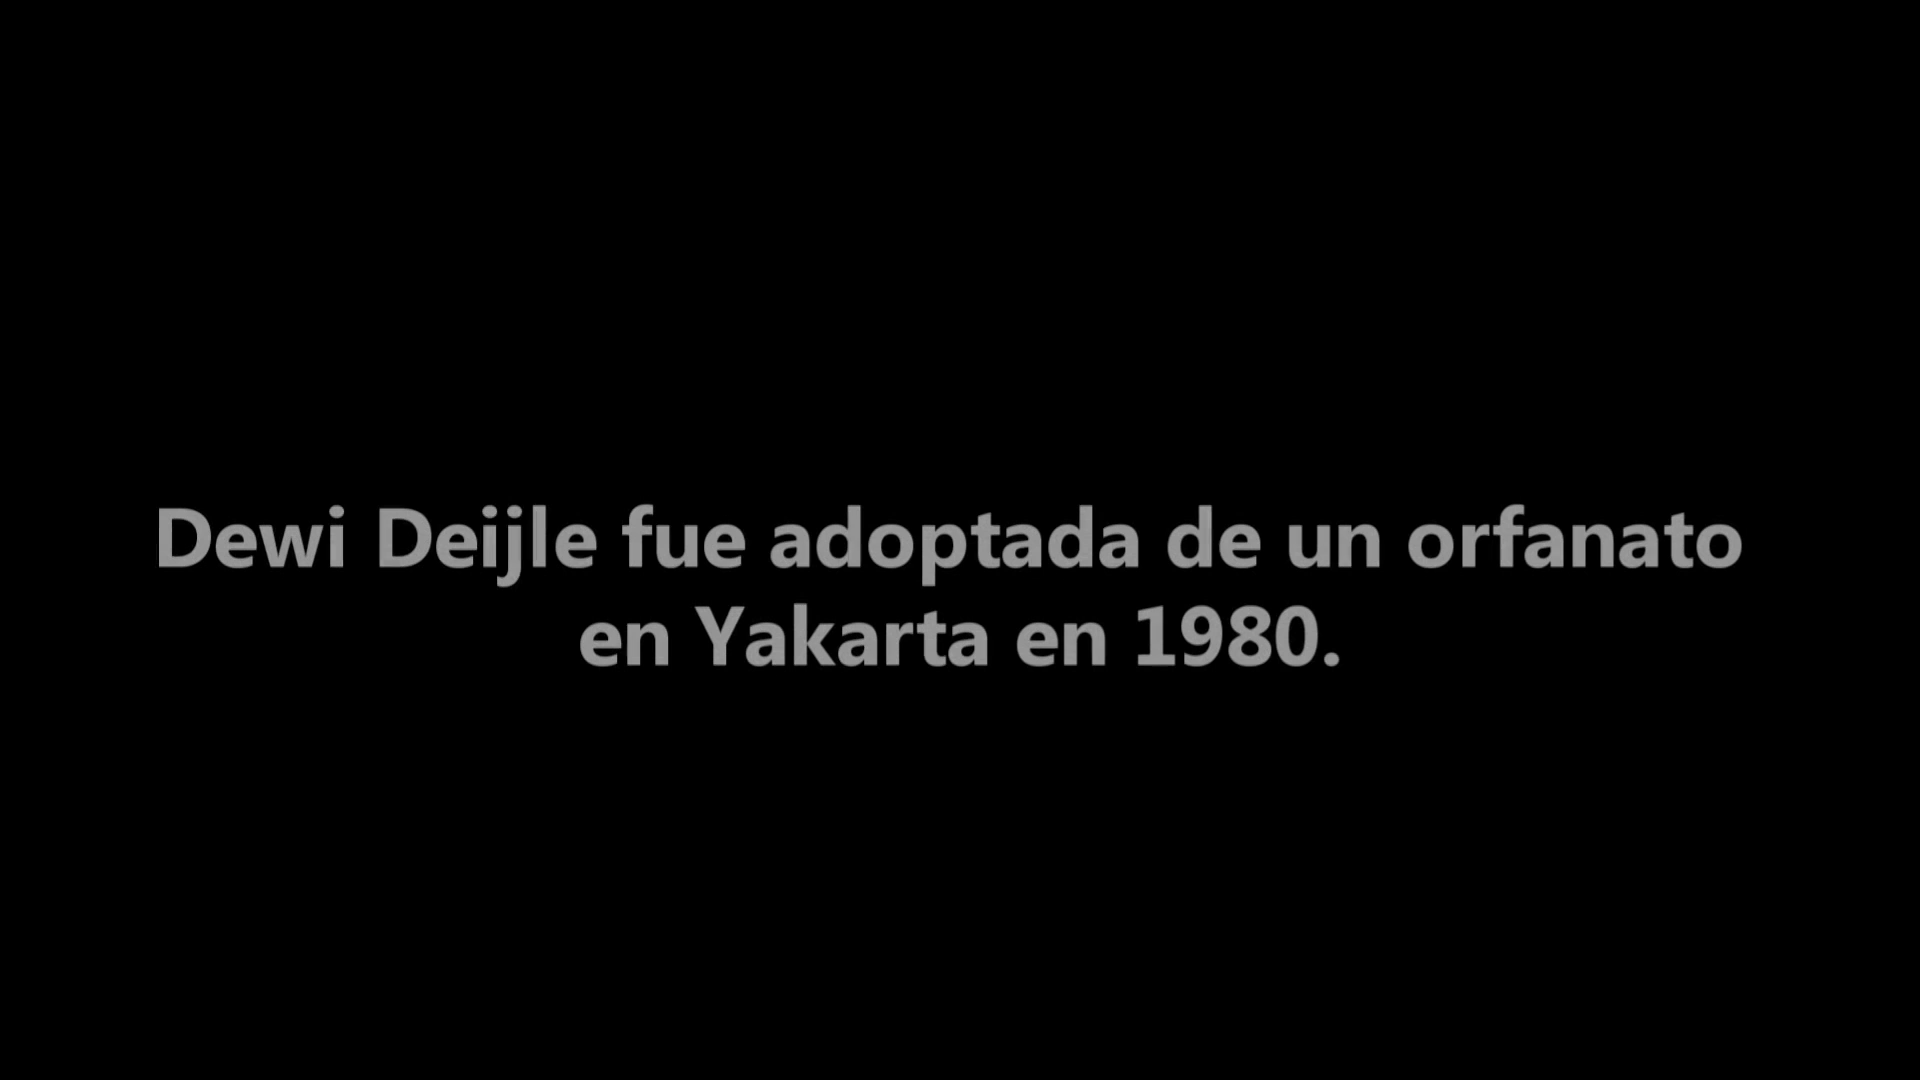 Dewi Deijle fue adoptada de un orfanato
en Yakarta en 1980.